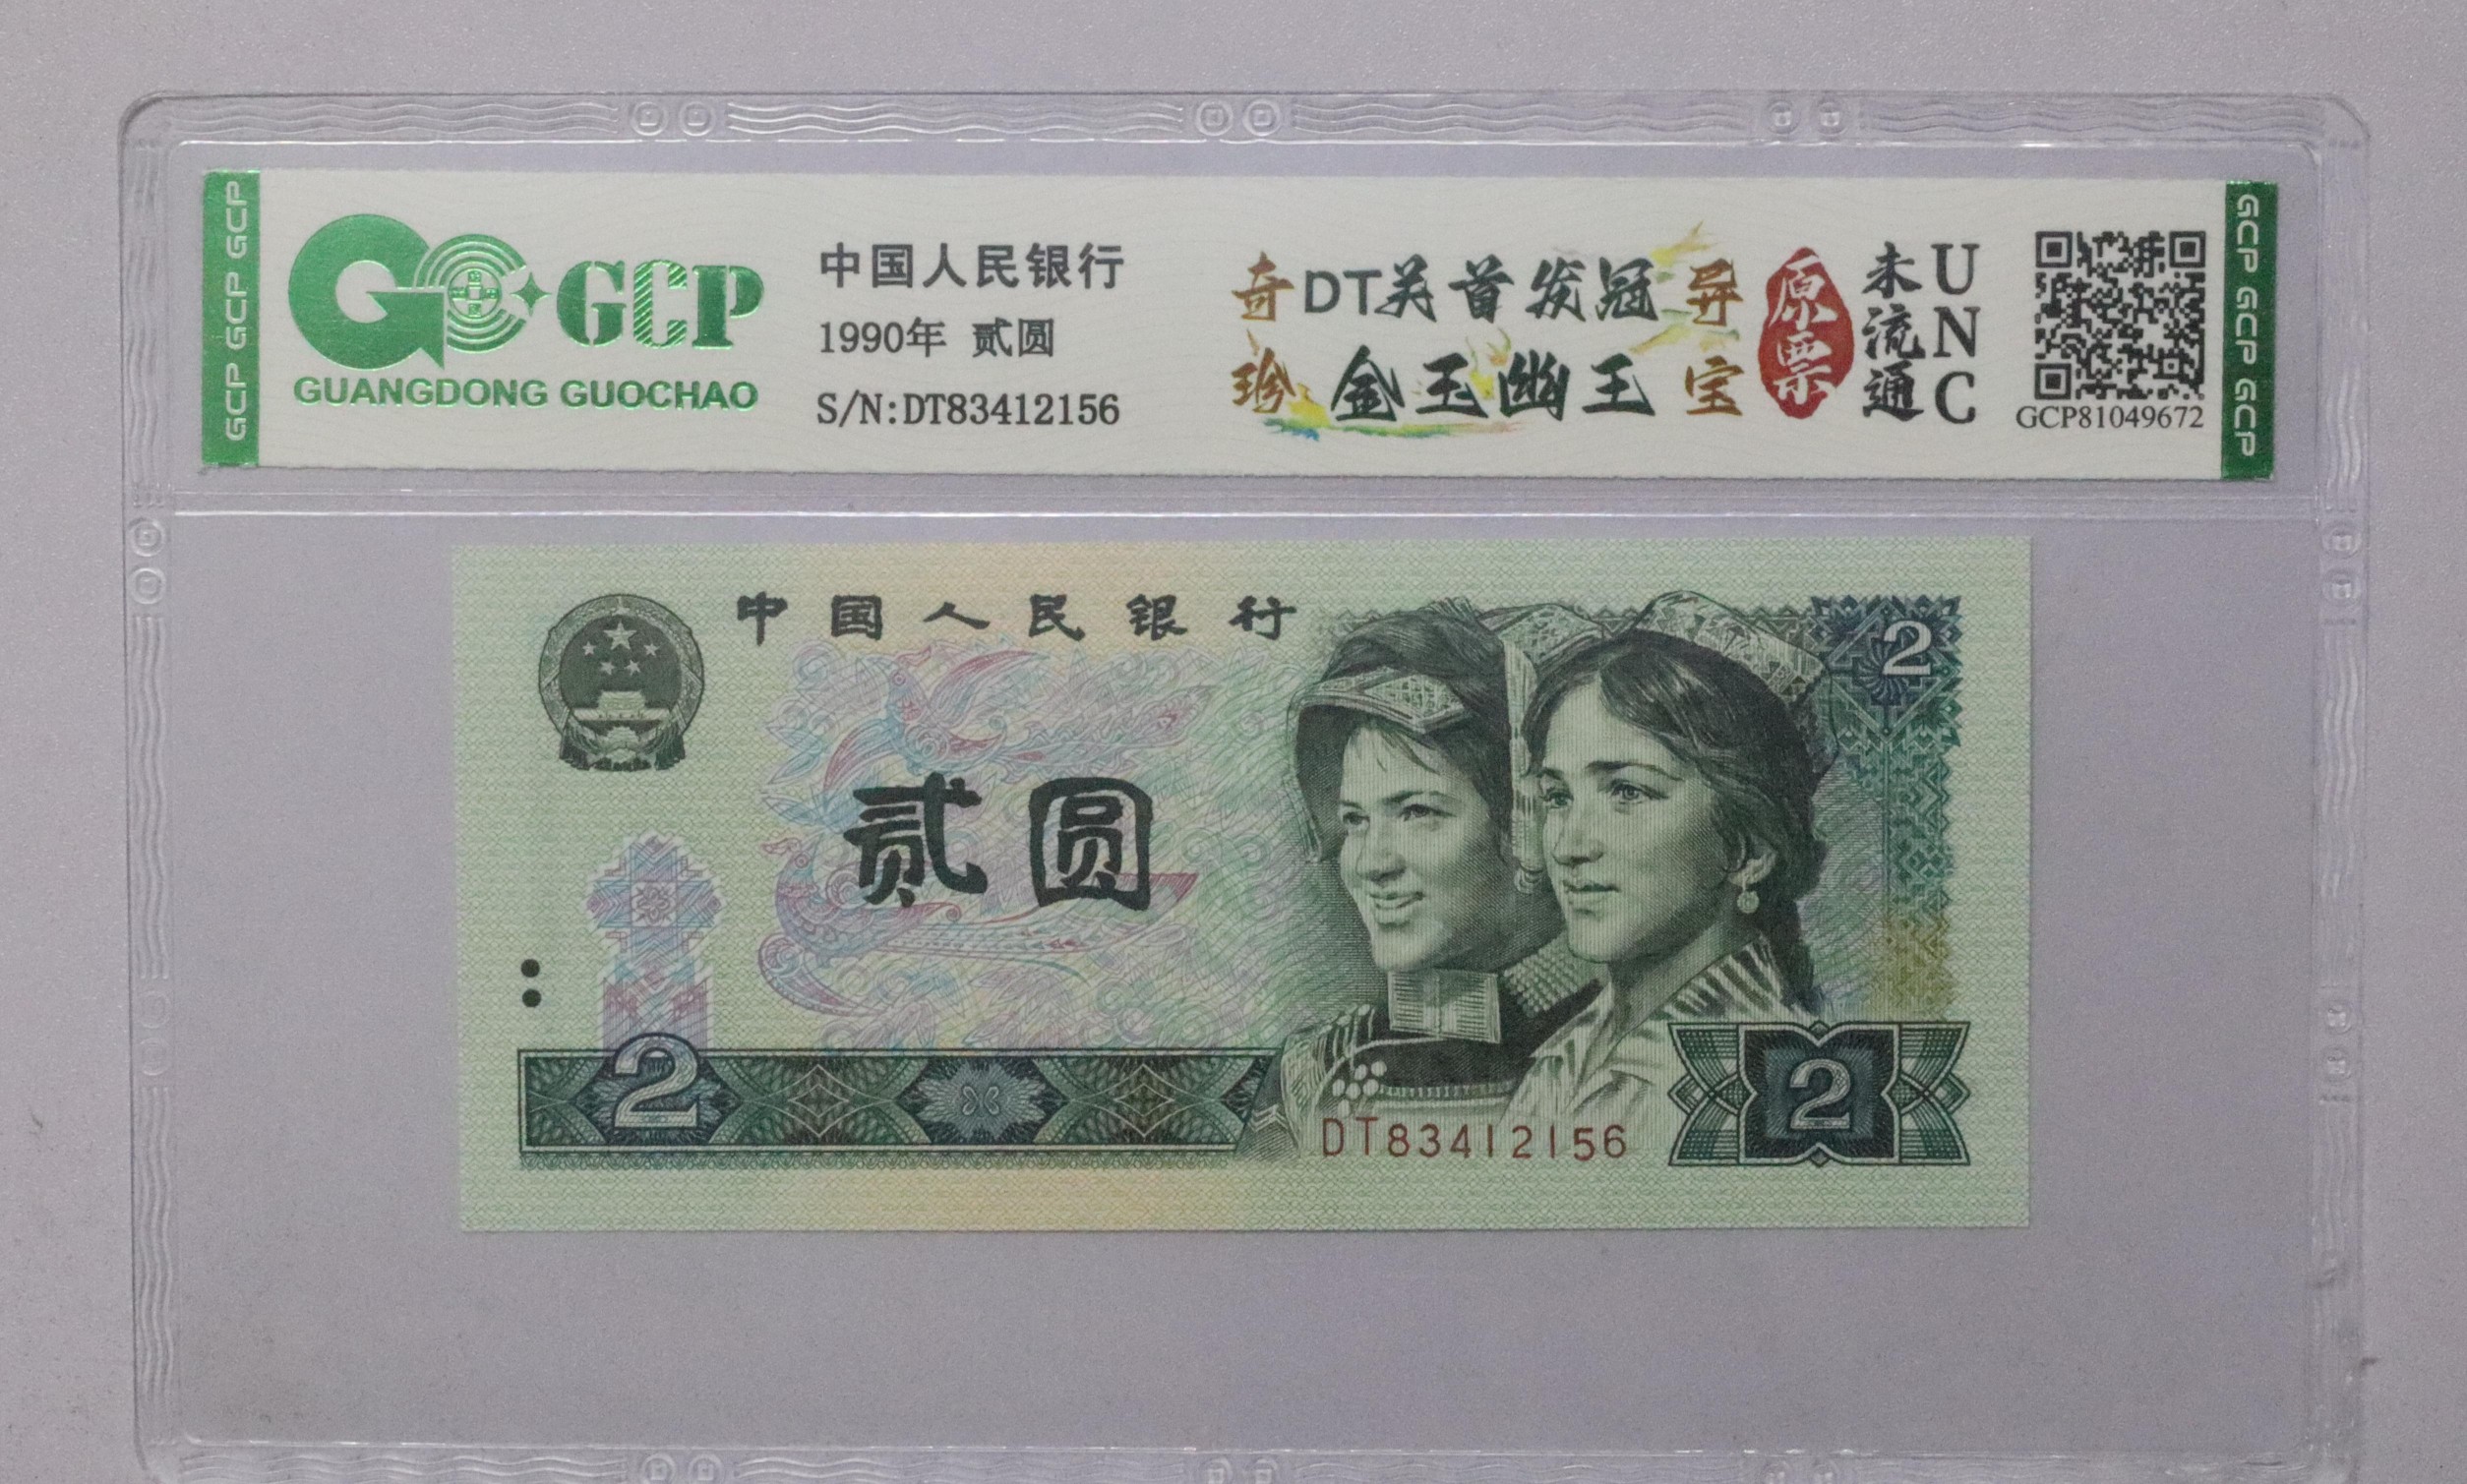 GCP GCP GCP
GCP
GUANGDONG GUOCHAO
中国人民银行
1990年 贰圆
S/N:DT83412156
奇DT关首发冠异
珍金玉幽王宝
原票
未流通
UNC
GCP81049672
GCP GCP GCP
中国人民银行
2
贰圆
2
DT83412156
2